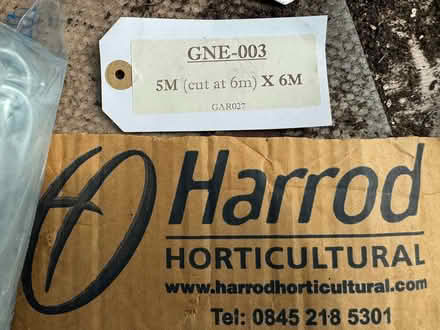 GNE-003
5M (cut at 6m) X 6M
GAR027
Harrod
HORTICULTURAL
www.harrodhorticultural.com
Tel: 0845 218 5301